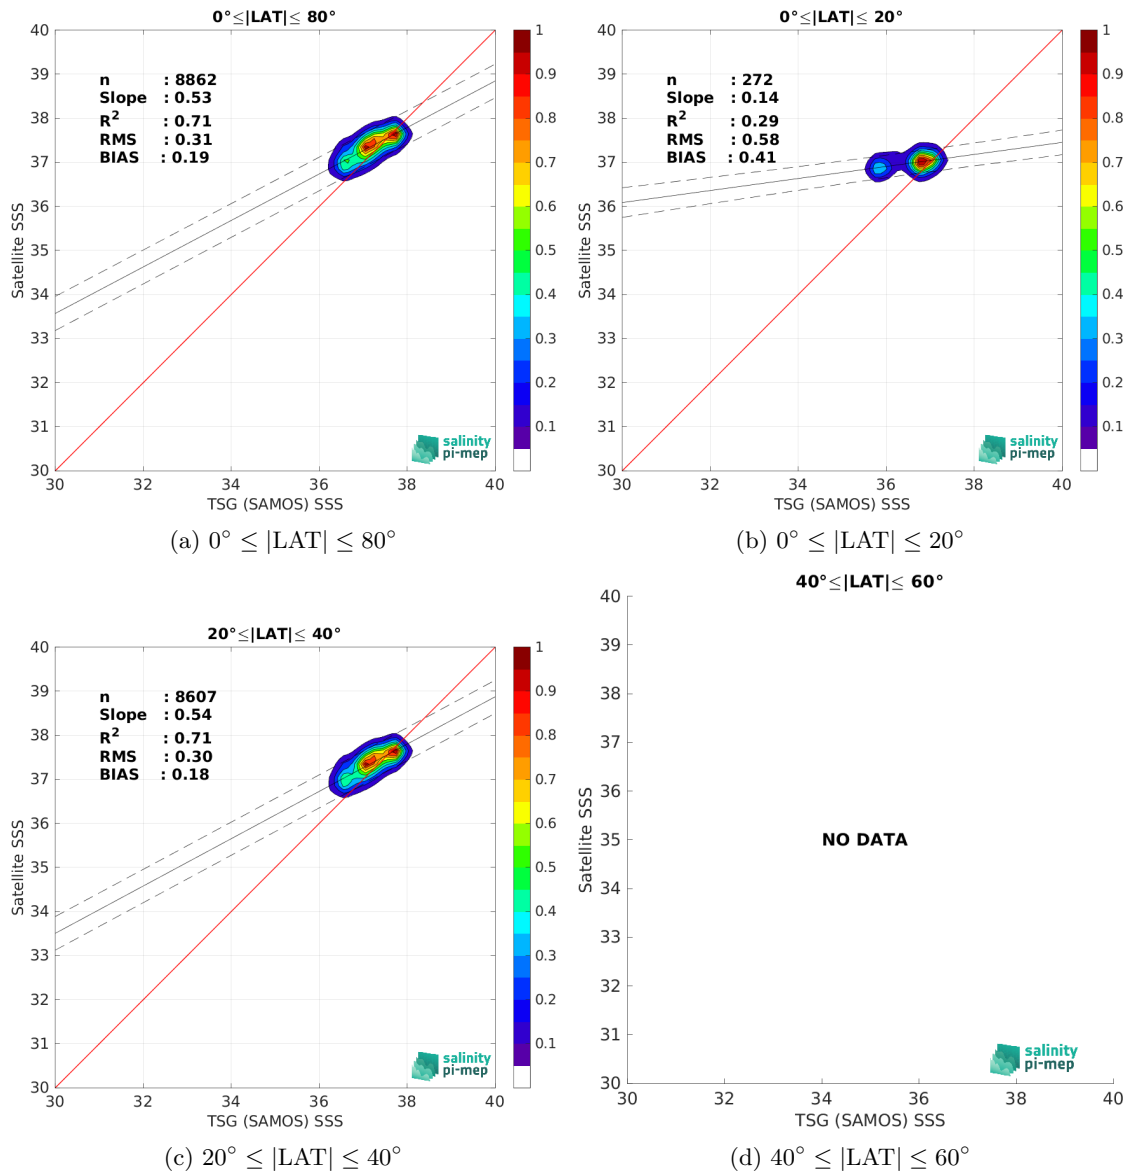 0°≤|LAT|≤ 80°
40
39
38
37
36
35
34
33
32
31
30
Satellite SSS
n : 8862
Slope : 0.53
R2 : 0.71
RMS : 0.31
BIAS : 0.19
1
0.9
0.8
0.7
0.6
0.5
0.4
0.3
0.2
0.1
salinity
pi-mep
30 32 34 36 38 40
TSG (SAMOS) SSS
(a) 0° ≤ |LAT| ≤ 80°
0°≤|LAT|≤ 20°
40
39
38
37
36
35
34
33
32
31
30
Satellite SSS
n : 272
Slope : 0.14
R2 : 0.29
RMS : 0.58
BIAS : 0.41
1
0.9
0.8
0.7
0.6
0.5
0.4
0.3
0.2
0.1
salinity
pi-mep
30 32 34 36 38 40
TSG (SAMOS) SSS
(b) 0° ≤ |LAT| ≤ 20°
20°≤|LAT|≤ 40°
40
39
38
37
36
35
34
33
32
31
30
Satellite SSS
n : 8607
Slope : 0.54
R2 : 0.71
RMS : 0.30
BIAS : 0.18
1
0.9
0.8
0.7
0.6
0.5
0.4
0.3
0.2
0.1
salinity
pi-mep
30 32 34 36 38 40
TSG (SAMOS) SSS
(c) 20° ≤ |LAT| ≤ 40°
40°≤|LAT|≤ 60°
40
39
38
37
36
35
34
33
32
31
30
Satellite SSS
NO DATA
salinity
pi-mep
30 32 34 36 38 40
TSG (SAMOS) SSS
(d) 40° ≤ |LAT| ≤ 60°